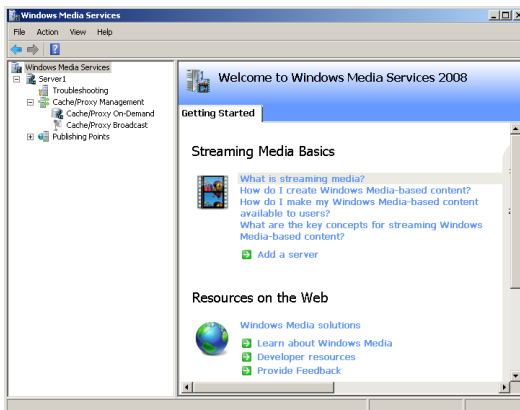 Windows Media Services
File Action View Help
Windows Media Services
Server1
Troubleshooting
Cache/Proxy Management
Cache/Proxy On-Demand
Cache/Proxy Broadcast
Publishing Points
Welcome to Windows Media Services 2008
Getting Started
Streaming Media Basics
What is streaming media?
How do I create Windows Media-based content?
How do I make my Windows Media-based content
available to users?
What are the key concepts for streaming Windows
Media-based content?
Add a server
Resources on the Web
Windows Media solutions
Learn about Windows Media
Developer resources
Provide Feedback